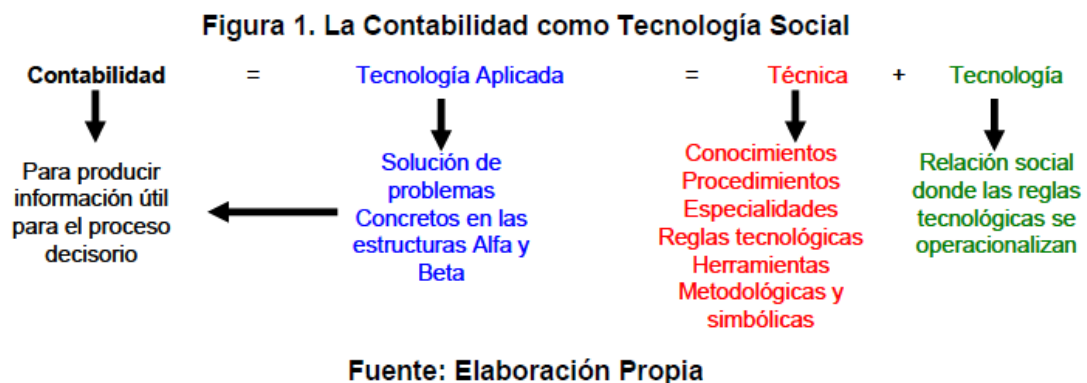 Figura 1. La Contabilidad como Tecnología Social
Contabilidad = Tecnología Aplicada = Técnica + Tecnología
Para producir
información útil
para el proceso
decisorio
Solución de
problemas
Concretos en las
estructuras Alfa y
Beta
Conocimientos
Procedimientos
Especialidades
Reglas tecnológicas
Herramientas
Metodológicas y
simbólicas
Relación social
donde las reglas
tecnológicas se
operacionalizan
Fuente: Elaboración Propia